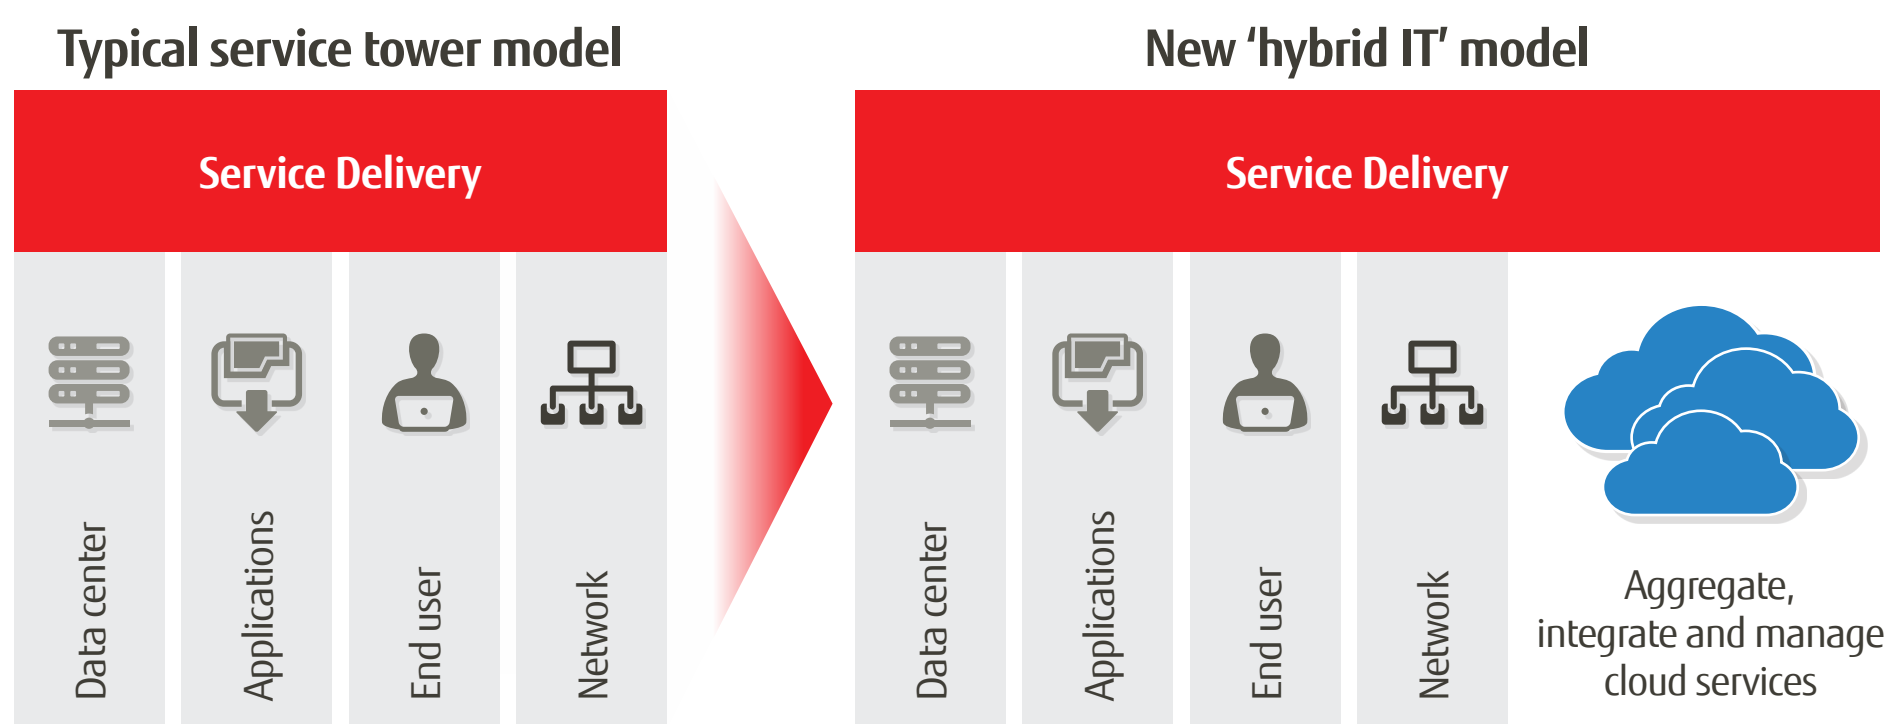 Typical service tower model
Service Delivery
Data center
Applications
End user
Network
New ‘hybrid IT’ model
Service Delivery
Data center
Applications
End user
Network
Aggregate,
integrate and manage
cloud services